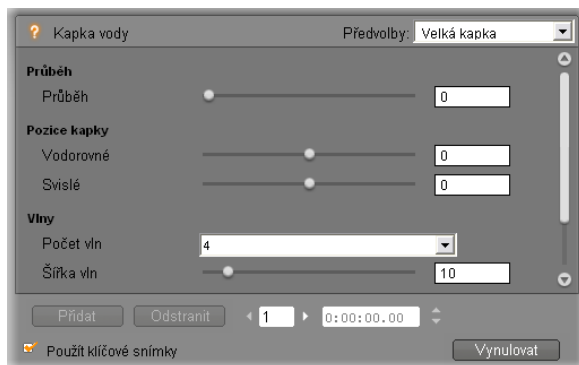 ? Kapka vody Předvolby: Velká kapka
Průběh
Průběh 0
Pozice kapky
Vodorovné 0
Svislé 0
Vlny
Počet vln 4
Šířka vln 10
Přidat Odstranit 1 0:00:00.00
Použít klíčové snímky Vynulovat